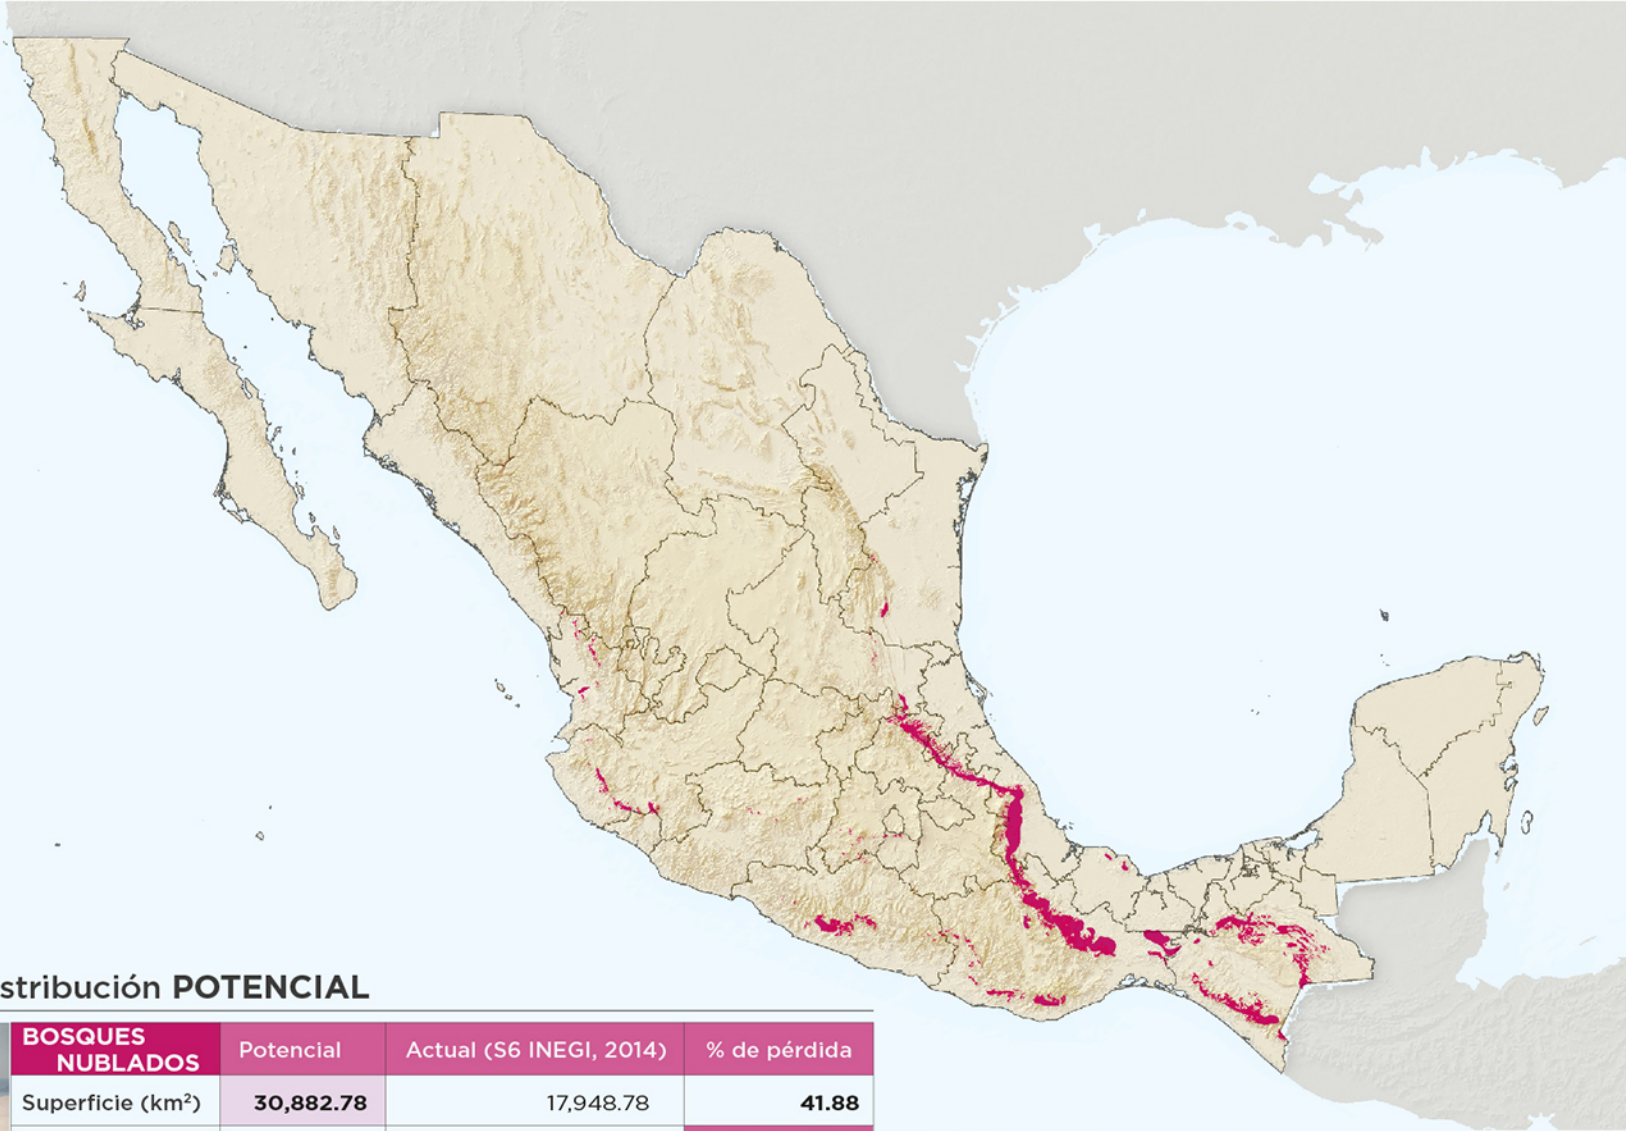 stribución POTENCIAL
BOSQUES NUBLADOS Potencial Actual (S6 INEGI, 2014) % de pérdida
Superficie (km²) 30,882.78 17,948.78 41.88